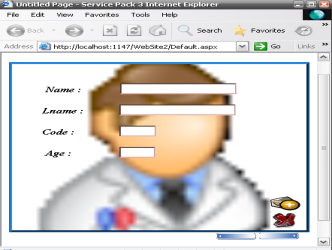 Untitled Page - Service Pack 3 Internet Explorer
File Edit View Favorites Tools Help
Back Search Favorites
Address http://localhost:1147/WebSite2/Default.aspx Go Links »
Name :
Lname :
Code :
Age :